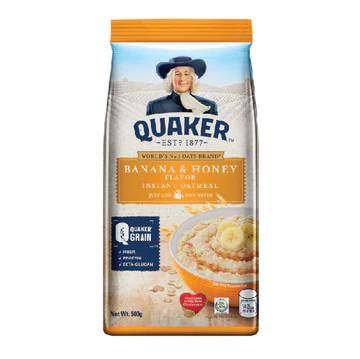 QUAKER
EST? 1877
WORLD'S No.1 OATS BRAND
BANANA & HONEY
FLAVOR
INSTANT OATMEAL
JUST ADD HOT WATER
Q QUAKER
GRAIN
FIBER
PROTEIN
BETA-GLUCAN
Net Wt. 500g